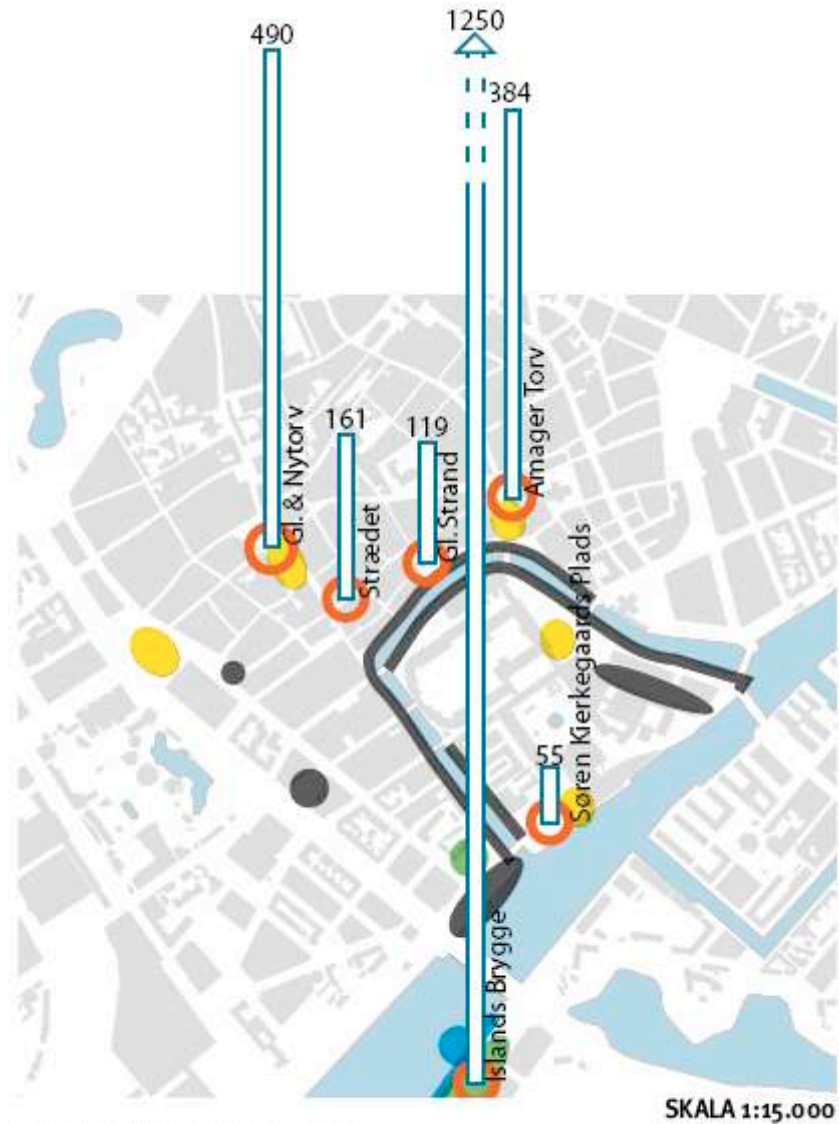 490
1250
384
161
119
Gl. & Nytorv
Strædet
Gl. Strand
Amager Torv
55
Søren Kierkegaards Plads
Islands Brygge
SKALA 1:15.000